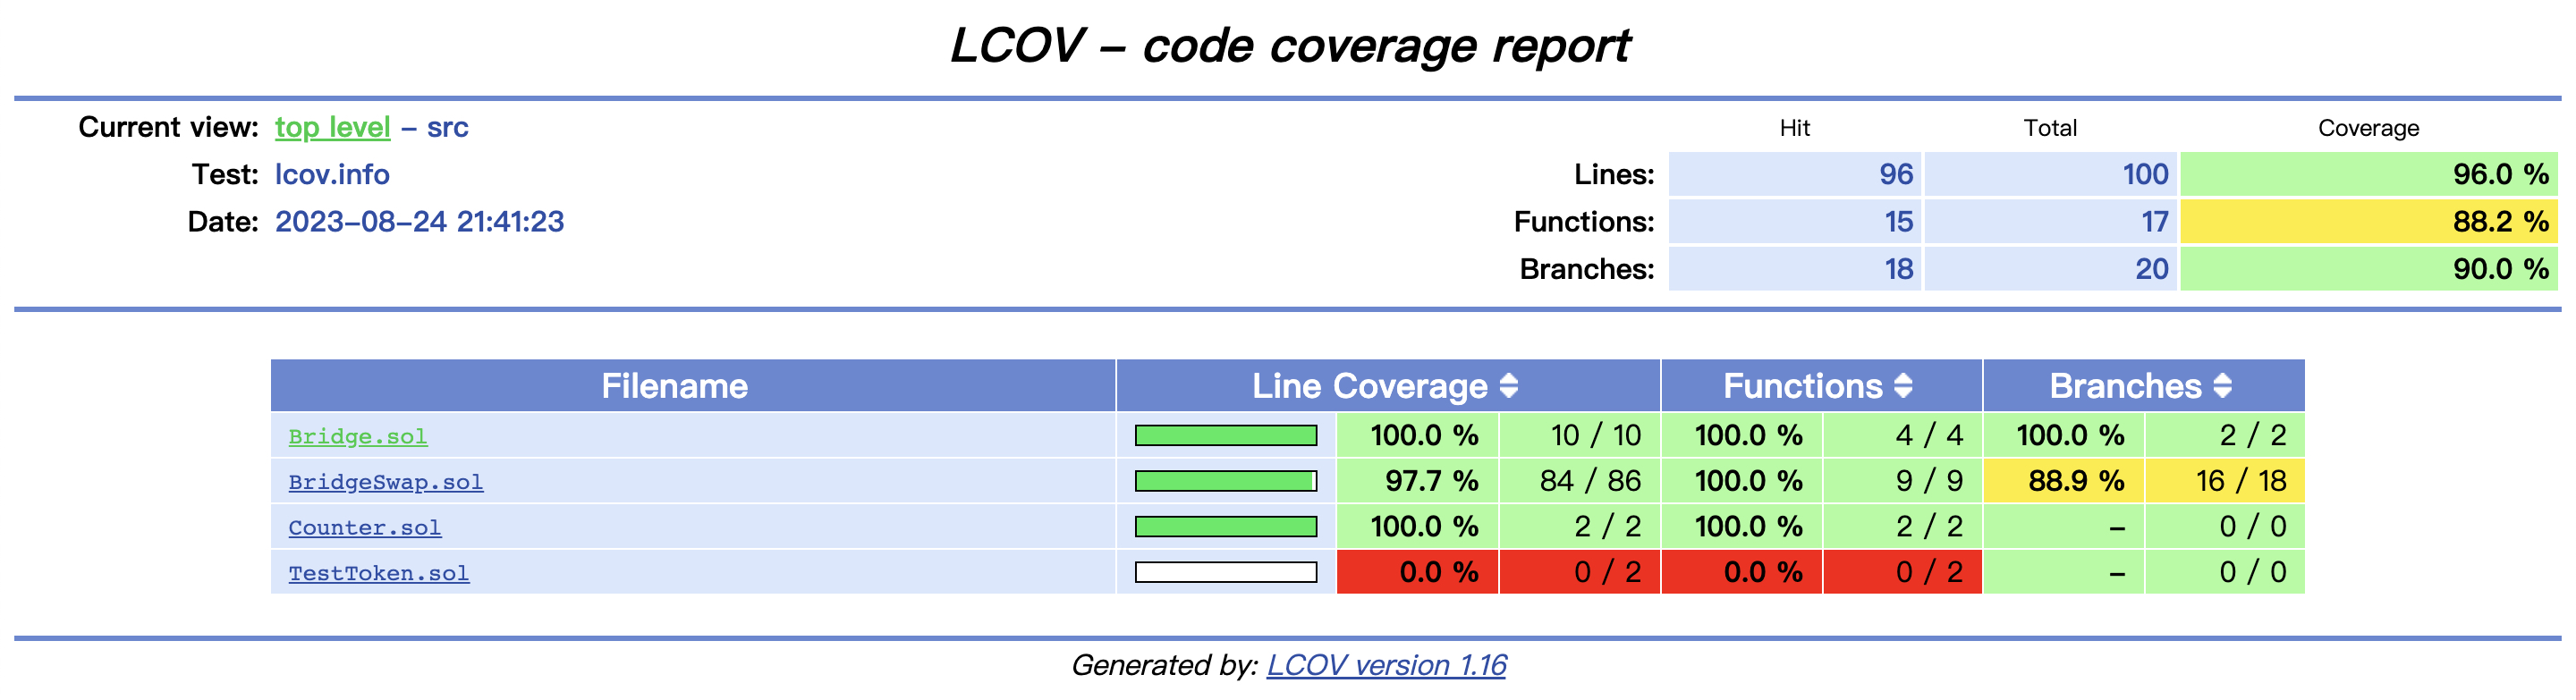 LCOV – code coverage report
Current view: top level – src
Hit Total Coverage
Test: lcov.info
Lines: 96 100 96.0 %
Date: 2023–08–24 21:41:23
Functions: 15 17 88.2 %
Branches: 18 20 90.0 %
Filename Line Coverage Functions Branches
Bridge.sol 100.0 % 10 / 10 100.0 % 4 / 4 100.0 % 2 / 2
BridgeSwap.sol 97.7 % 84 / 86 100.0 % 9 / 9 88.9 % 16 / 18
Counter.sol 100.0 % 2 / 2 100.0 % 2 / 2 – 0 / 0
TestToken.sol 0.0 % 0 / 2 0.0 % 0 / 2 – 0 / 0
Generated by: LCOV version 1.16